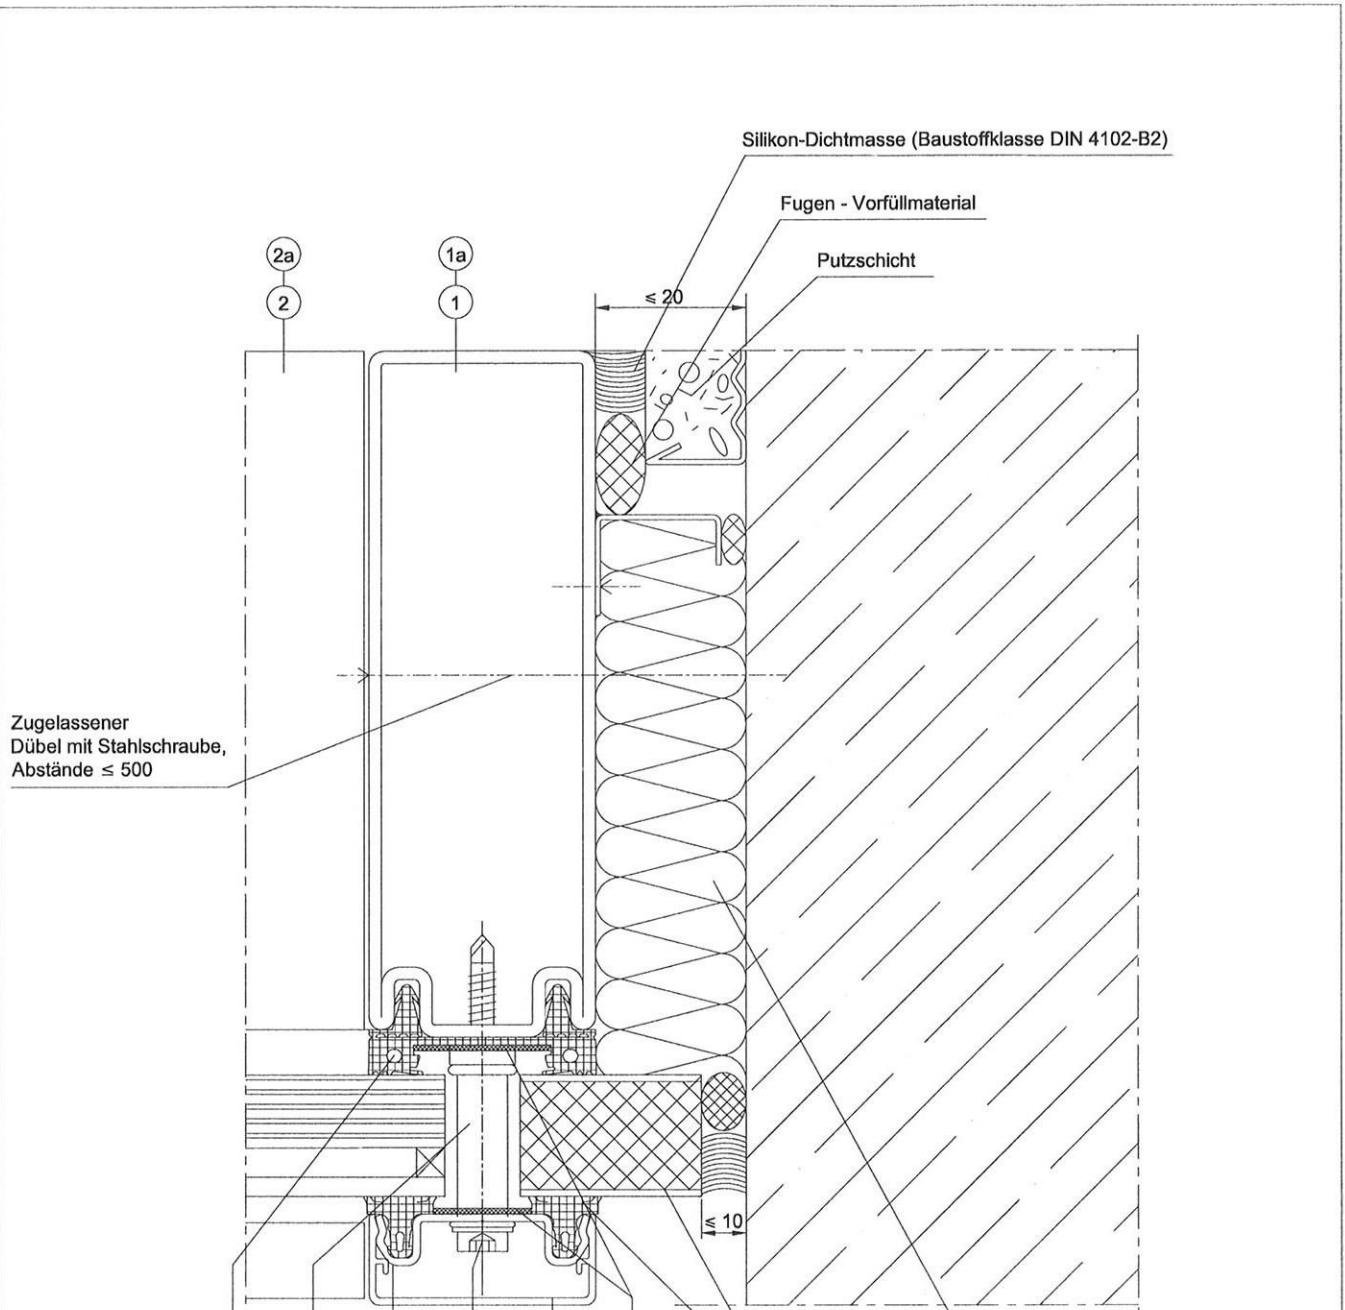 Silikon-Dichtmasse (Baustoffklasse DIN 4102-B2)
Fugen - Vorfüllmaterial
Putzschicht
2a
1a
2
1
≤ 20
Zugelassener
Dübel mit Stahlschraube,
Abstände ≤ 500
≤ 10